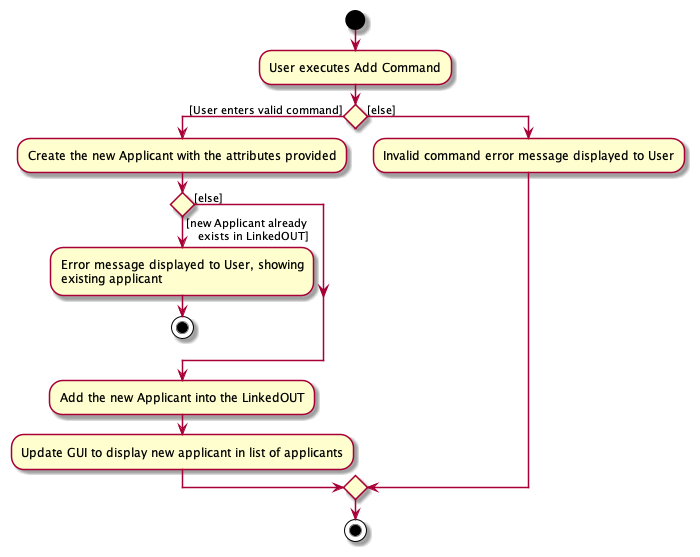 User executes Add Command
[User enters valid command]
[else]
Create the new Applicant with the attributes provided
Invalid command error message displayed to User
[else]
[new Applicant already
exists in LinkedOUT]
Error message displayed to User, showing
existing applicant
Add the new Applicant into the LinkedOUT
Update GUI to display new applicant in list of applicants